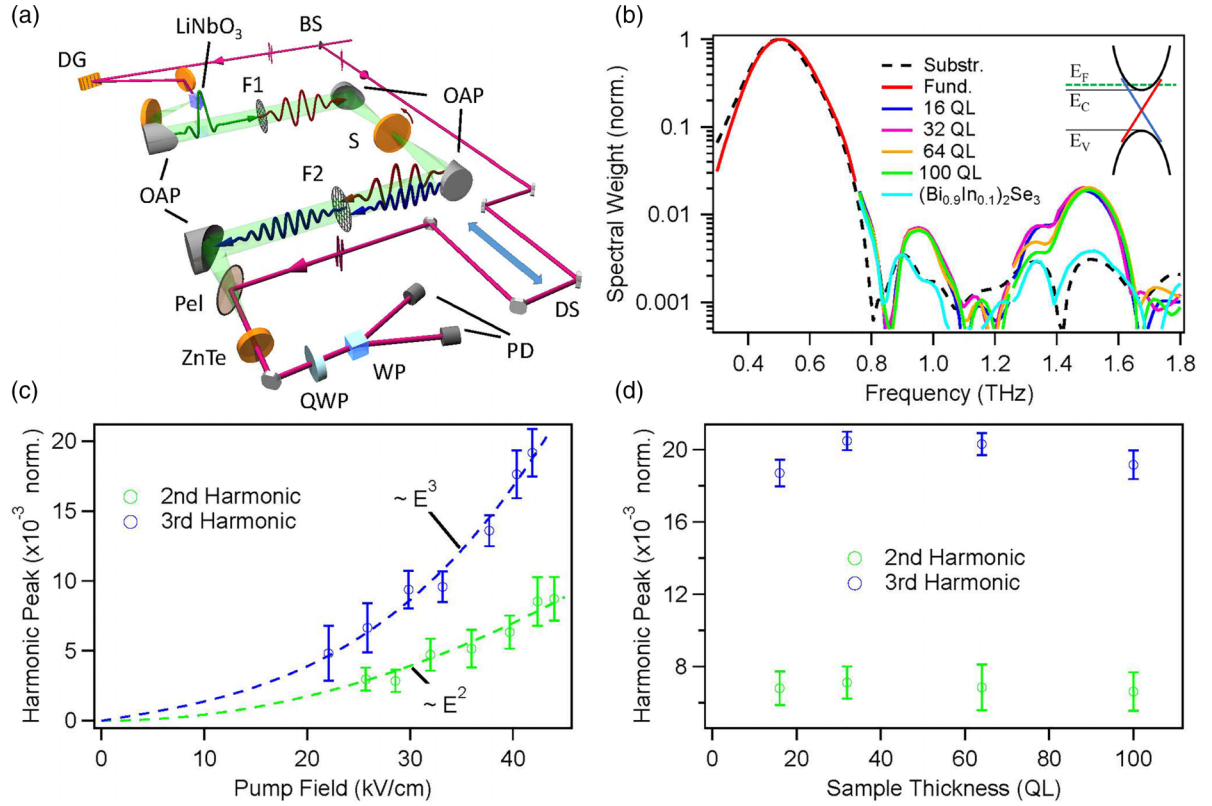 (a)
LiNbO3
BS
DG
F1
OAP
S
OAP
F2
Pel
DS
ZnTe
PD
WP
QWP
(b)
Spectral Weight (norm.)
1
0.1
0.01
0.001
Substr.
Fund.
16 QL
32 QL
64 QL
100 QL
(Bi0.9In0.1)2Se3
EF
EC
EV
0.4 0.6 0.8 1.0 1.2 1.4 1.6 1.8
Frequency (THz)
(c)
Harmonic Peak (x10-3 norm.)
20
15
10
5
0
2nd Harmonic
3rd Harmonic
~ E3
~ E2
0 10 20 30 40
Pump Field (kV/cm)
(d)
Harmonic Peak (x10-3 norm.)
20
16
12
8
2nd Harmonic
3rd Harmonic
0 20 40 60 80 100
Sample Thickness (QL)